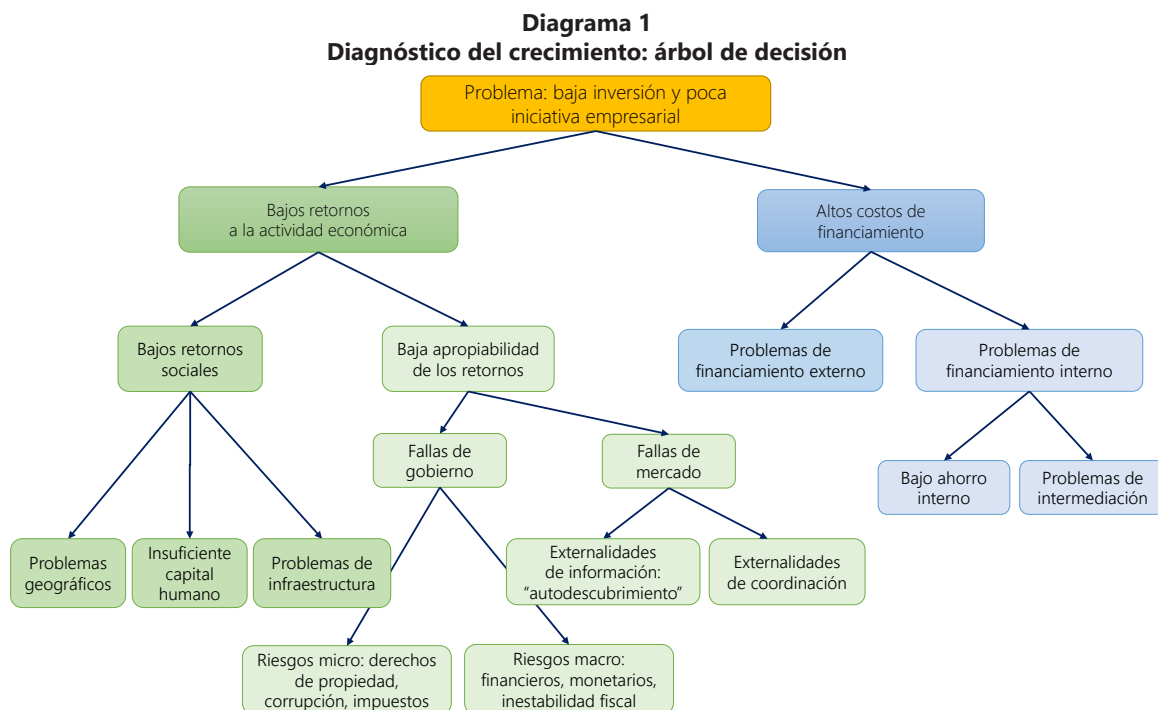 Diagrama 1
Diagnóstico del crecimiento: árbol de decisión
Problema: baja inversión y poca
iniciativa empresarial
Bajos retornos
a la actividad económica
Altos costos de
financiamiento
Bajos retornos
sociales
Baja apropiabilidad
de los retornos
Problemas de
financiamiento externo
Problemas de
financiamiento interno
Fallas de
gobierno
Fallas de
mercado
Bajo ahorro
interno
Problemas de
intermediación
Problemas
geográficos
Insuficiente
capital
humano
Problemas de
infraestructura
Externalidades
de información:
“autodescubrimiento”
Externalidades
de coordinación
Riesgos micro: derechos
de propiedad,
corrupción, impuestos
Riesgos macro:
financieros, monetarios,
inestabilidad fiscal